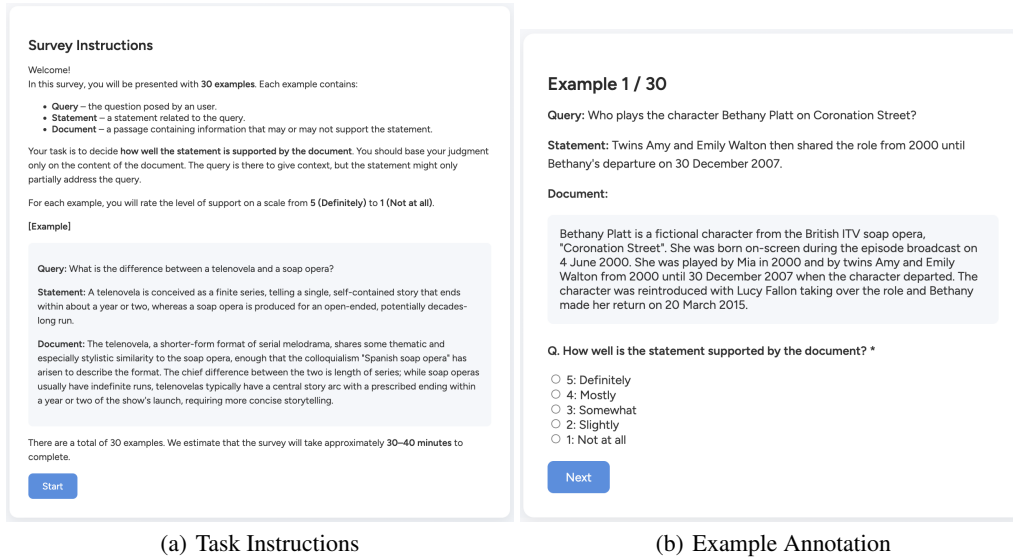 Survey Instructions
Welcome!
In this survey, you will be presented with 30 examples. Each example contains:
• Query – the question posed by an user.
• Statement – a statement related to the query.
• Document – a passage containing information that may or may not support the statement.
Your task is to decide how well the statement is supported by the document. You should base your judgment
only on the content of the document. The query is there to give context, but the statement might only
partially address the query.
For each example, you will rate the level of support on a scale from 5 (Definitely) to 1 (Not at all).
[Example]
Query: What is the difference between a telenovela and a soap opera?
Statement: A telenovela is conceived as a finite series, telling a single, self-contained story that ends
within about a year or two, whereas a soap opera is produced for an open-ended, potentially decades-
long run.
Document: The telenovela, a shorter-form format of serial melodrama, shares some thematic and
especially stylistic similarity to the soap opera, enough that the colloquialism "Spanish soap opera" has
arisen to describe the format. The chief difference between the two is length of series; while soap operas
usually have indefinite runs, telenovelas typically have a central story arc with a prescribed ending within
a year or two of the show's launch, requiring more concise storytelling.
There are a total of 30 examples. We estimate that the survey will take approximately 30–40 minutes to
complete.
Start
(a) Task Instructions
Example 1 / 30
Query: Who plays the character Bethany Platt on Coronation Street?
Statement: Twins Amy and Emily Walton then shared the role from 2000 until
Bethany's departure on 30 December 2007.
Document:
Bethany Platt is a fictional character from the British ITV soap opera,
"Coronation Street". She was born on-screen during the episode broadcast on
4 June 2000. She was played by Mia in 2000 and by twins Amy and Emily
Walton from 2000 until 30 December 2007 when the character departed. The
character was reintroduced with Lucy Fallon taking over the role and Bethany
made her return on 20 March 2015.
Q. How well is the statement supported by the document? *
5: Definitely
4: Mostly
3: Somewhat
2: Slightly
1: Not at all
Next
(b) Example Annotation